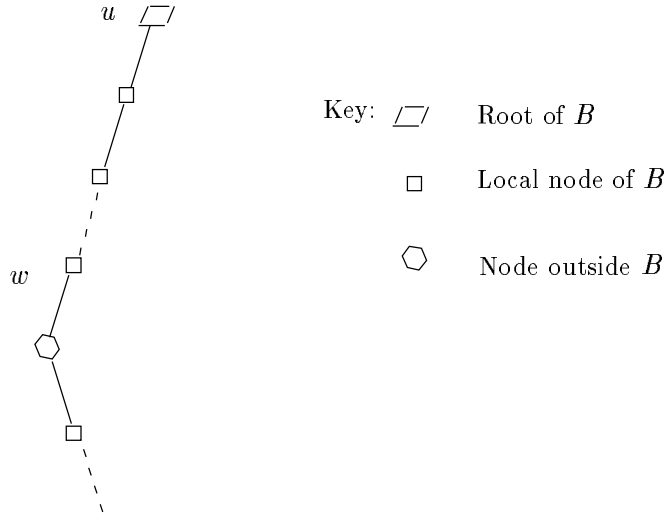 u
Key: Root of B
Local node of B
w
Node outside B